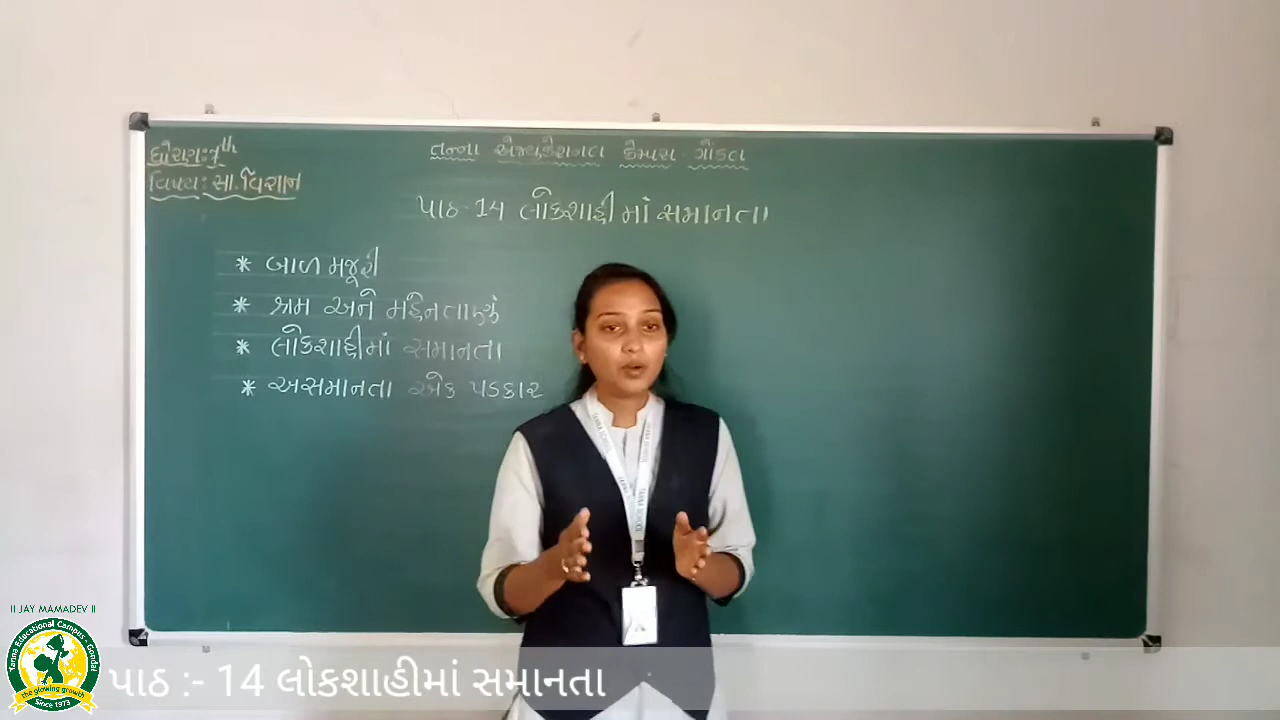 ધોરણ:7th
વિષય: સા.વિજ્ઞાન
તન્ના એજ્યુકેશનલ કેમ્પસ - ગોંડલ
પાઠ-14 લોકશાહીમાં સમાનતા
* બાળ મજૂરી
* શ્રમ અને મહેનતાણું
* લોકશાહીમાં સમાનતા
* અસમાનતા એક પડકાર
TANNA SCHOOL
II JAY MAMADEV II
Tanna Educational Campus - Gondal
the glowing growth
Since 1973
પાઠ :- 14 લોકશાહીમાં સમાનતા